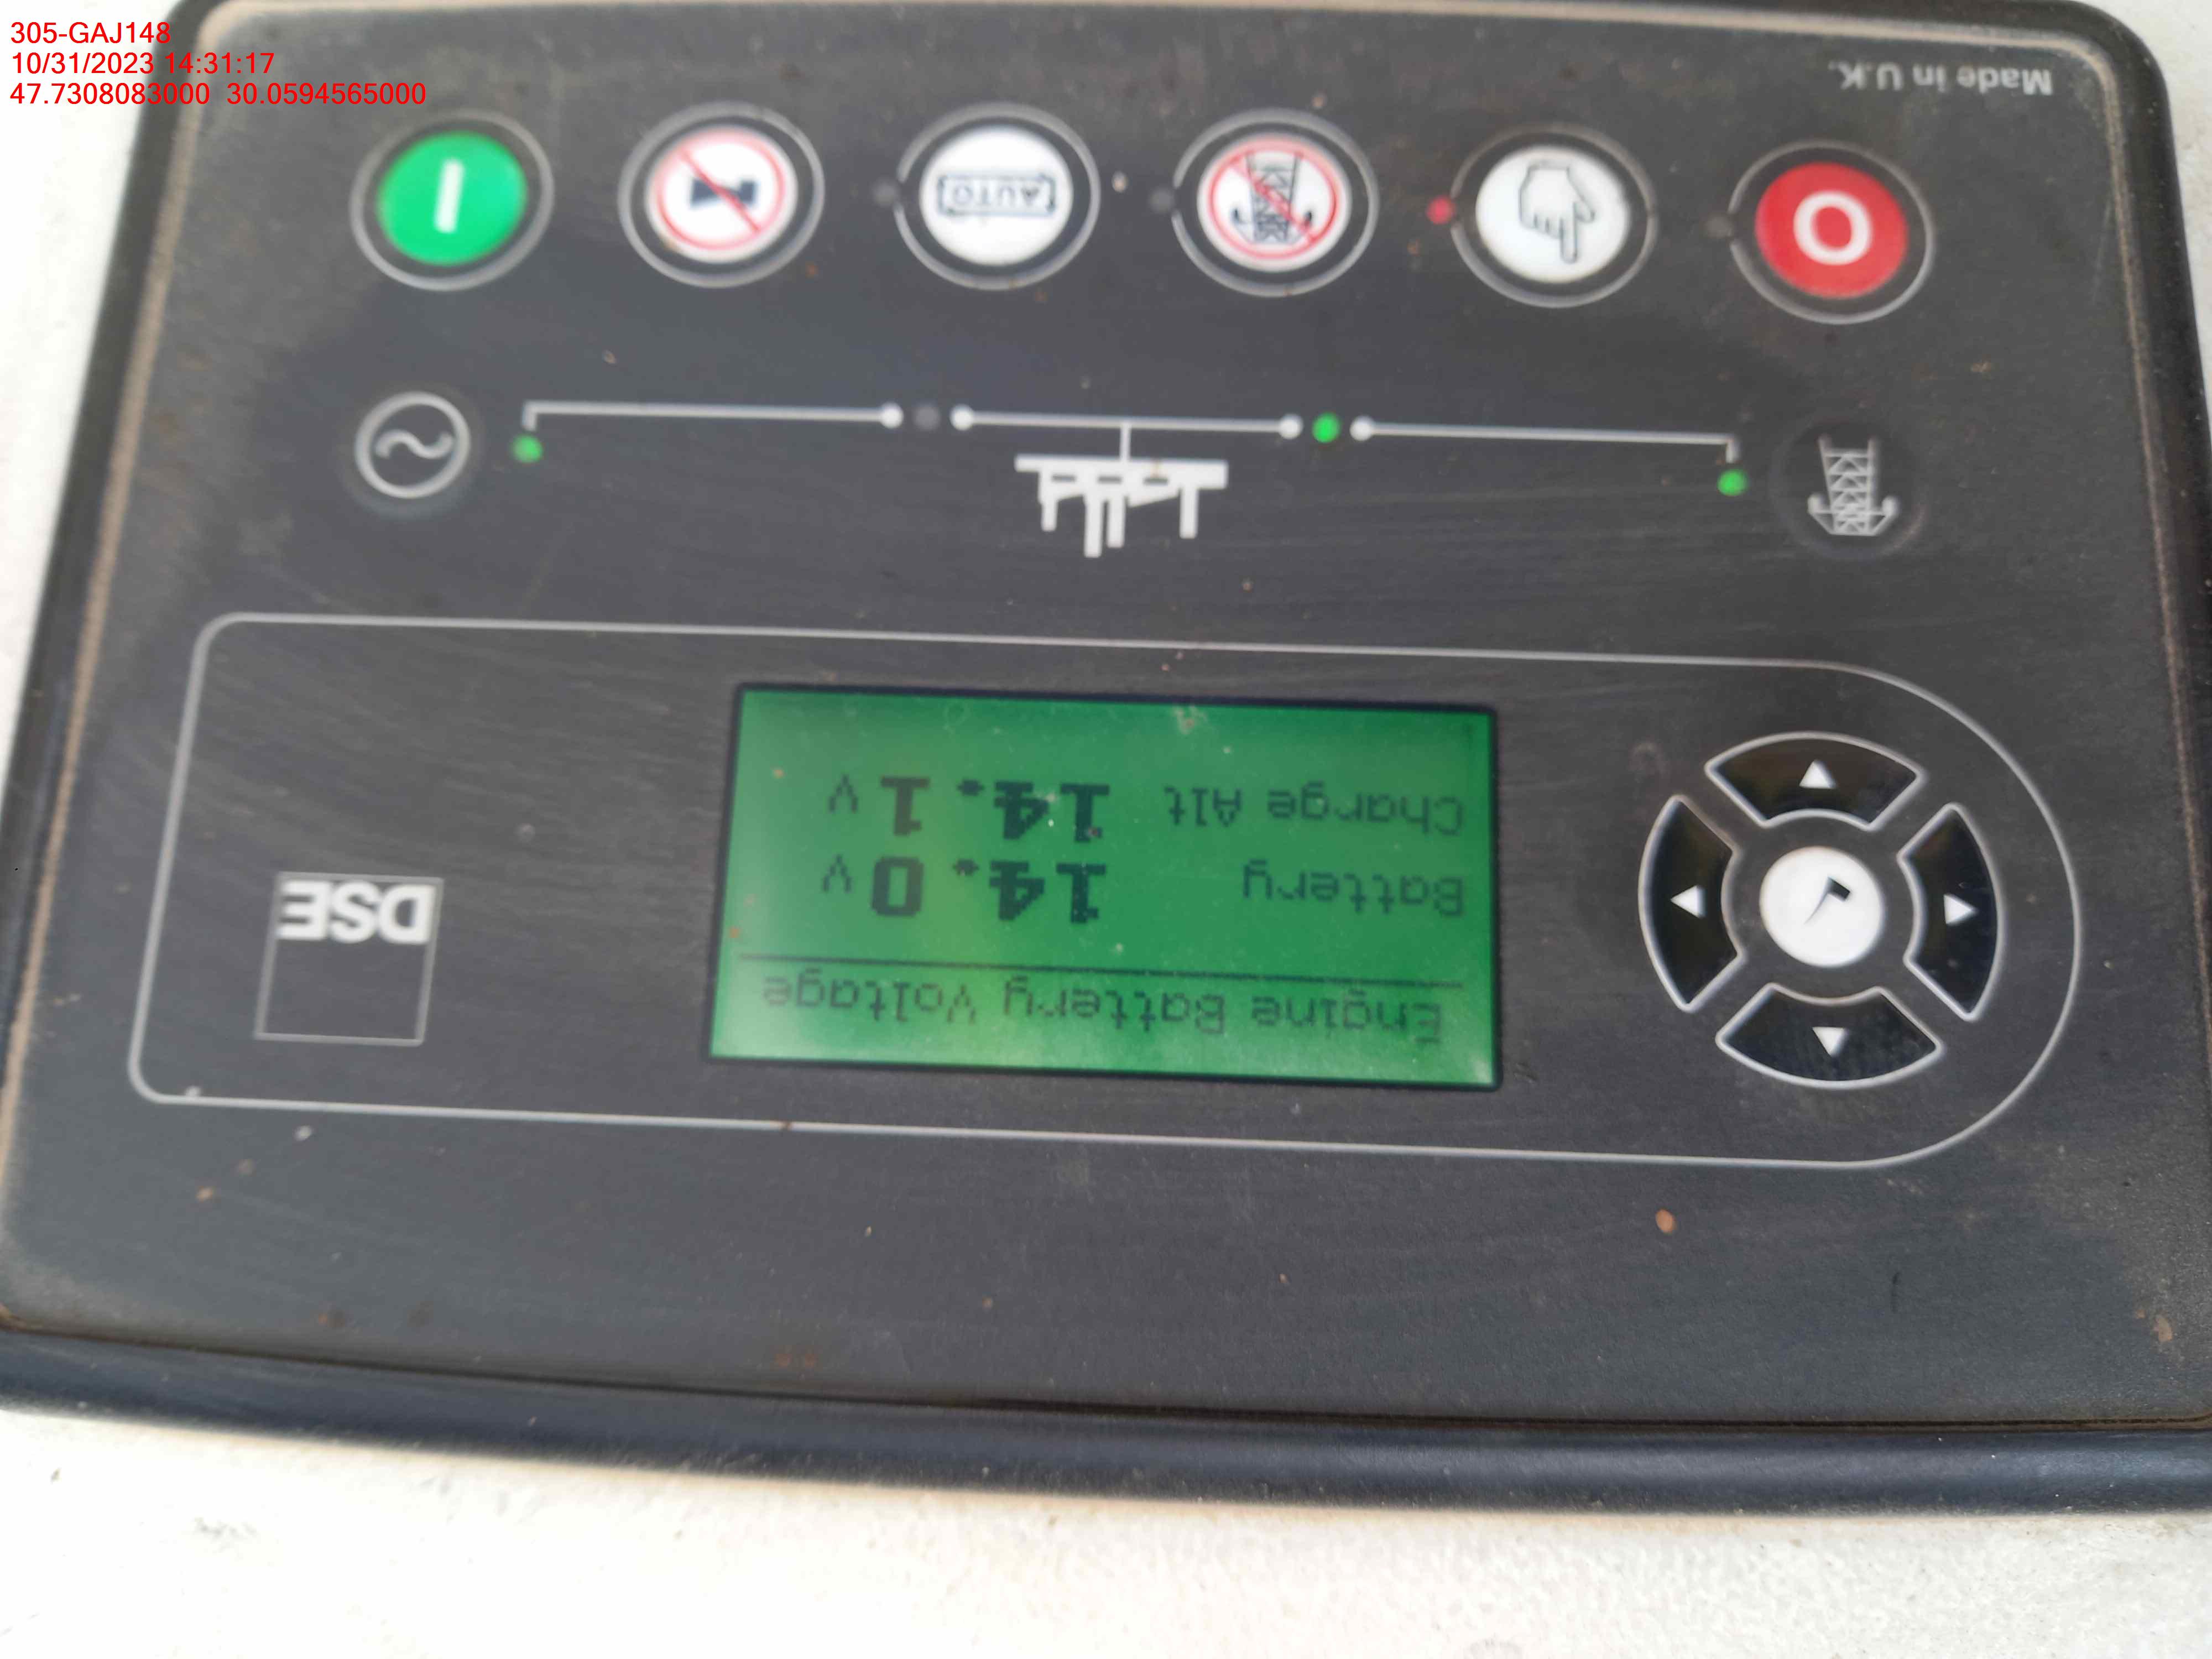 305-GAJ148
10/31/2023 14:31:17
47.7308083000 30.0594565000
DSE
Engine Battery Voltage
Battery 14.0 V
Charge Alt 14.1 V
AUTO
O
I
Made in U.K.